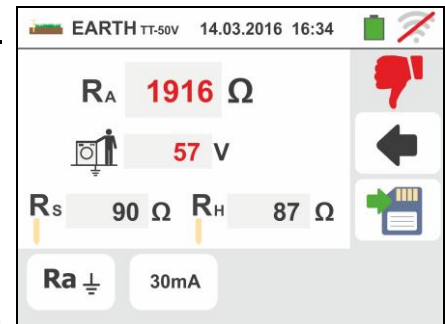 EARTH TT-50V 14.03.2016 16:34
RA 1916 Ω
57 V
Rs 90 Ω RH 87 Ω
Ra 30mA